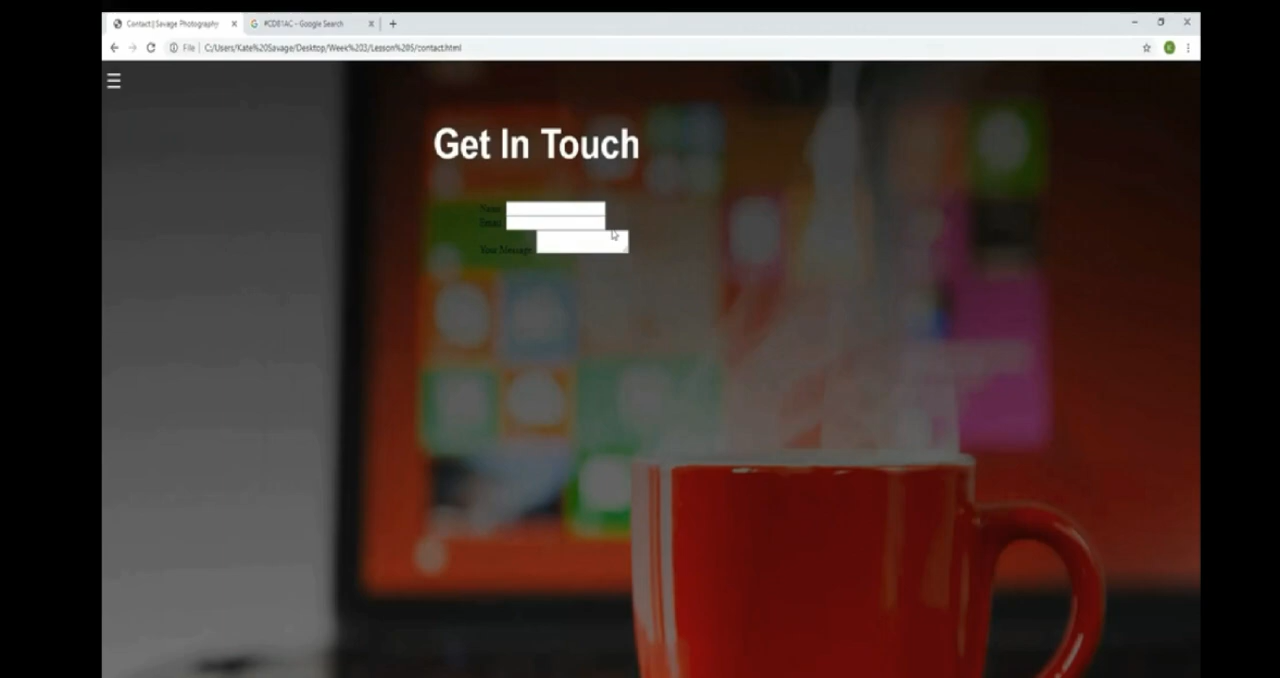 Contact | Savage Photography
#CD81AC - Google Search
File
C:/Users/Kate%20Savage/Desktop/Week%203/Lesson%205/contact.html
Get In Touch
Name
Email
Your Message